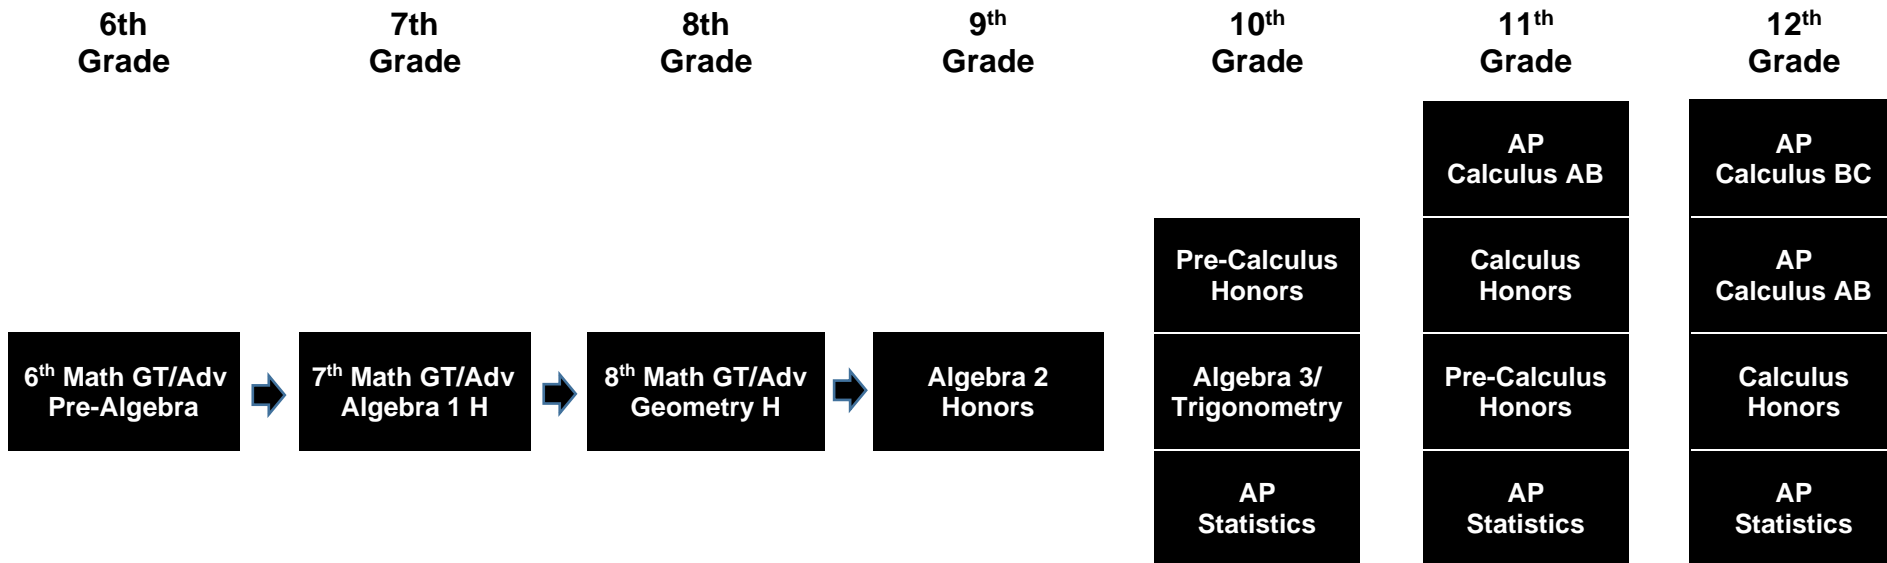 6th
Grade
7th
Grade
8th
Grade
9th
Grade
10th
Grade
11th
Grade
12th
Grade
6th Math GT/Adv
Pre-Algebra
7th Math GT/Adv
Algebra 1 H
8th Math GT/Adv
Geometry H
Algebra 2
Honors
Pre-Calculus
Honors
Algebra 3/
Trigonometry
AP
Statistics
AP
Calculus AB
Calculus
Honors
Pre-Calculus
Honors
AP
Statistics
AP
Calculus BC
AP
Calculus AB
Calculus
Honors
AP
Statistics